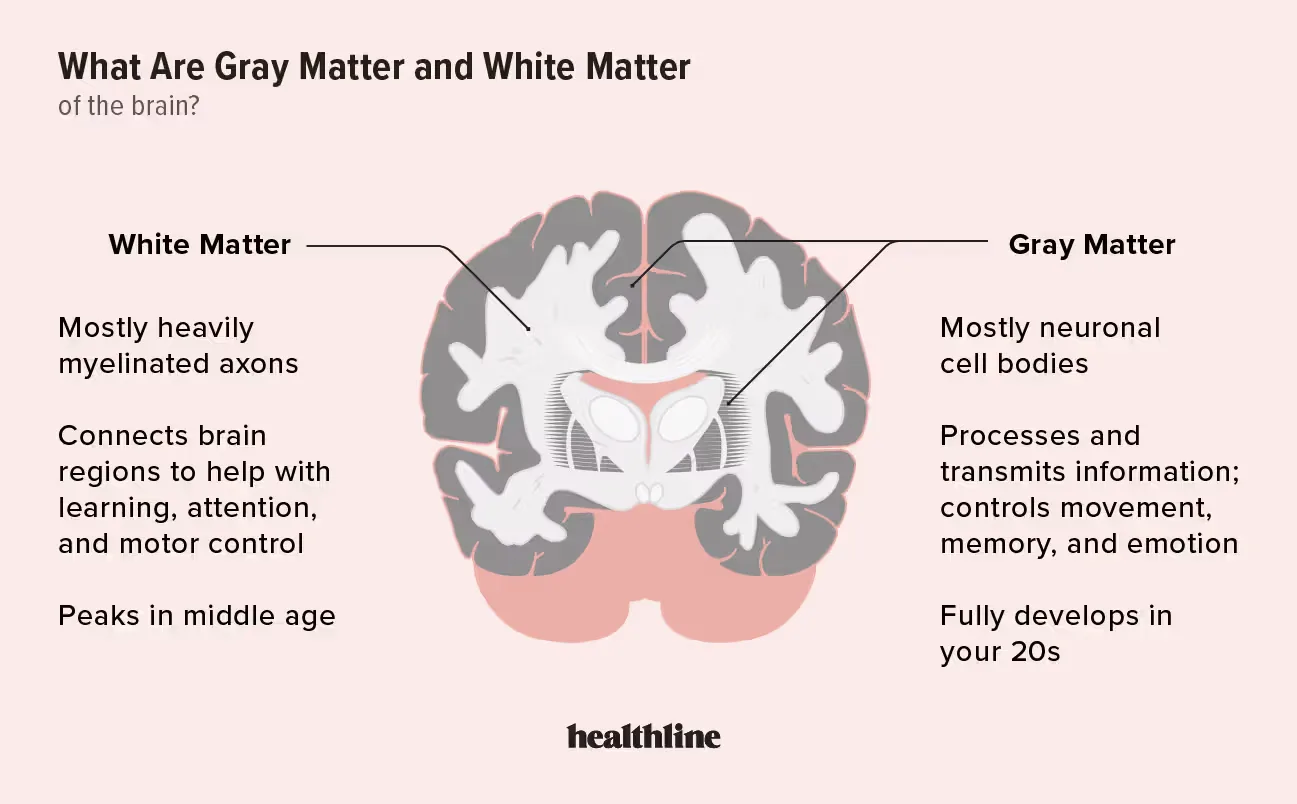 What Are Gray Matter and White Matter
of the brain?
White Matter
Mostly heavily
myelinated axons
Connects brain
regions to help with
learning, attention,
and motor control
Peaks in middle age
Gray Matter
Mostly neuronal
cell bodies
Processes and
transmits information;
controls movement,
memory, and emotion
Fully develops in
your 20s
healthline